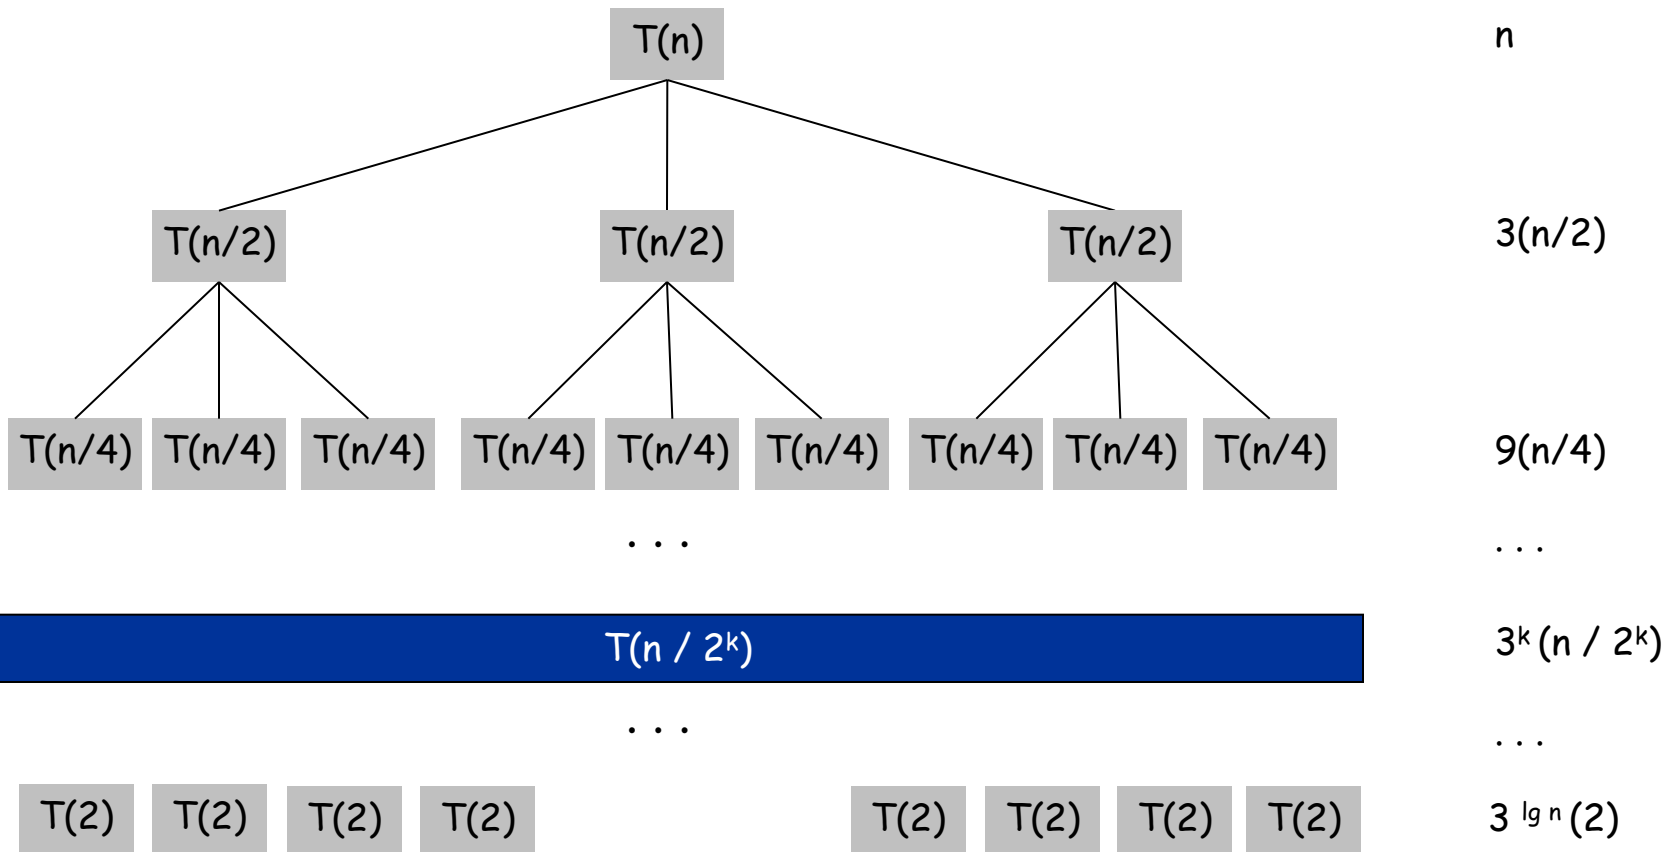 T(n) n
T(n/2) T(n/2) T(n/2) 3(n/2)
T(n/4) T(n/4) T(n/4) T(n/4) T(n/4) T(n/4) T(n/4) T(n/4) T(n/4) 9(n/4)
. . . . . .
T(n / 2ᵏ) 3ᵏ (n / 2ᵏ)
. . . . . .
T(2) T(2) T(2) T(2) T(2) T(2) T(2) T(2) 3 ˡᵍ ⁿ (2)